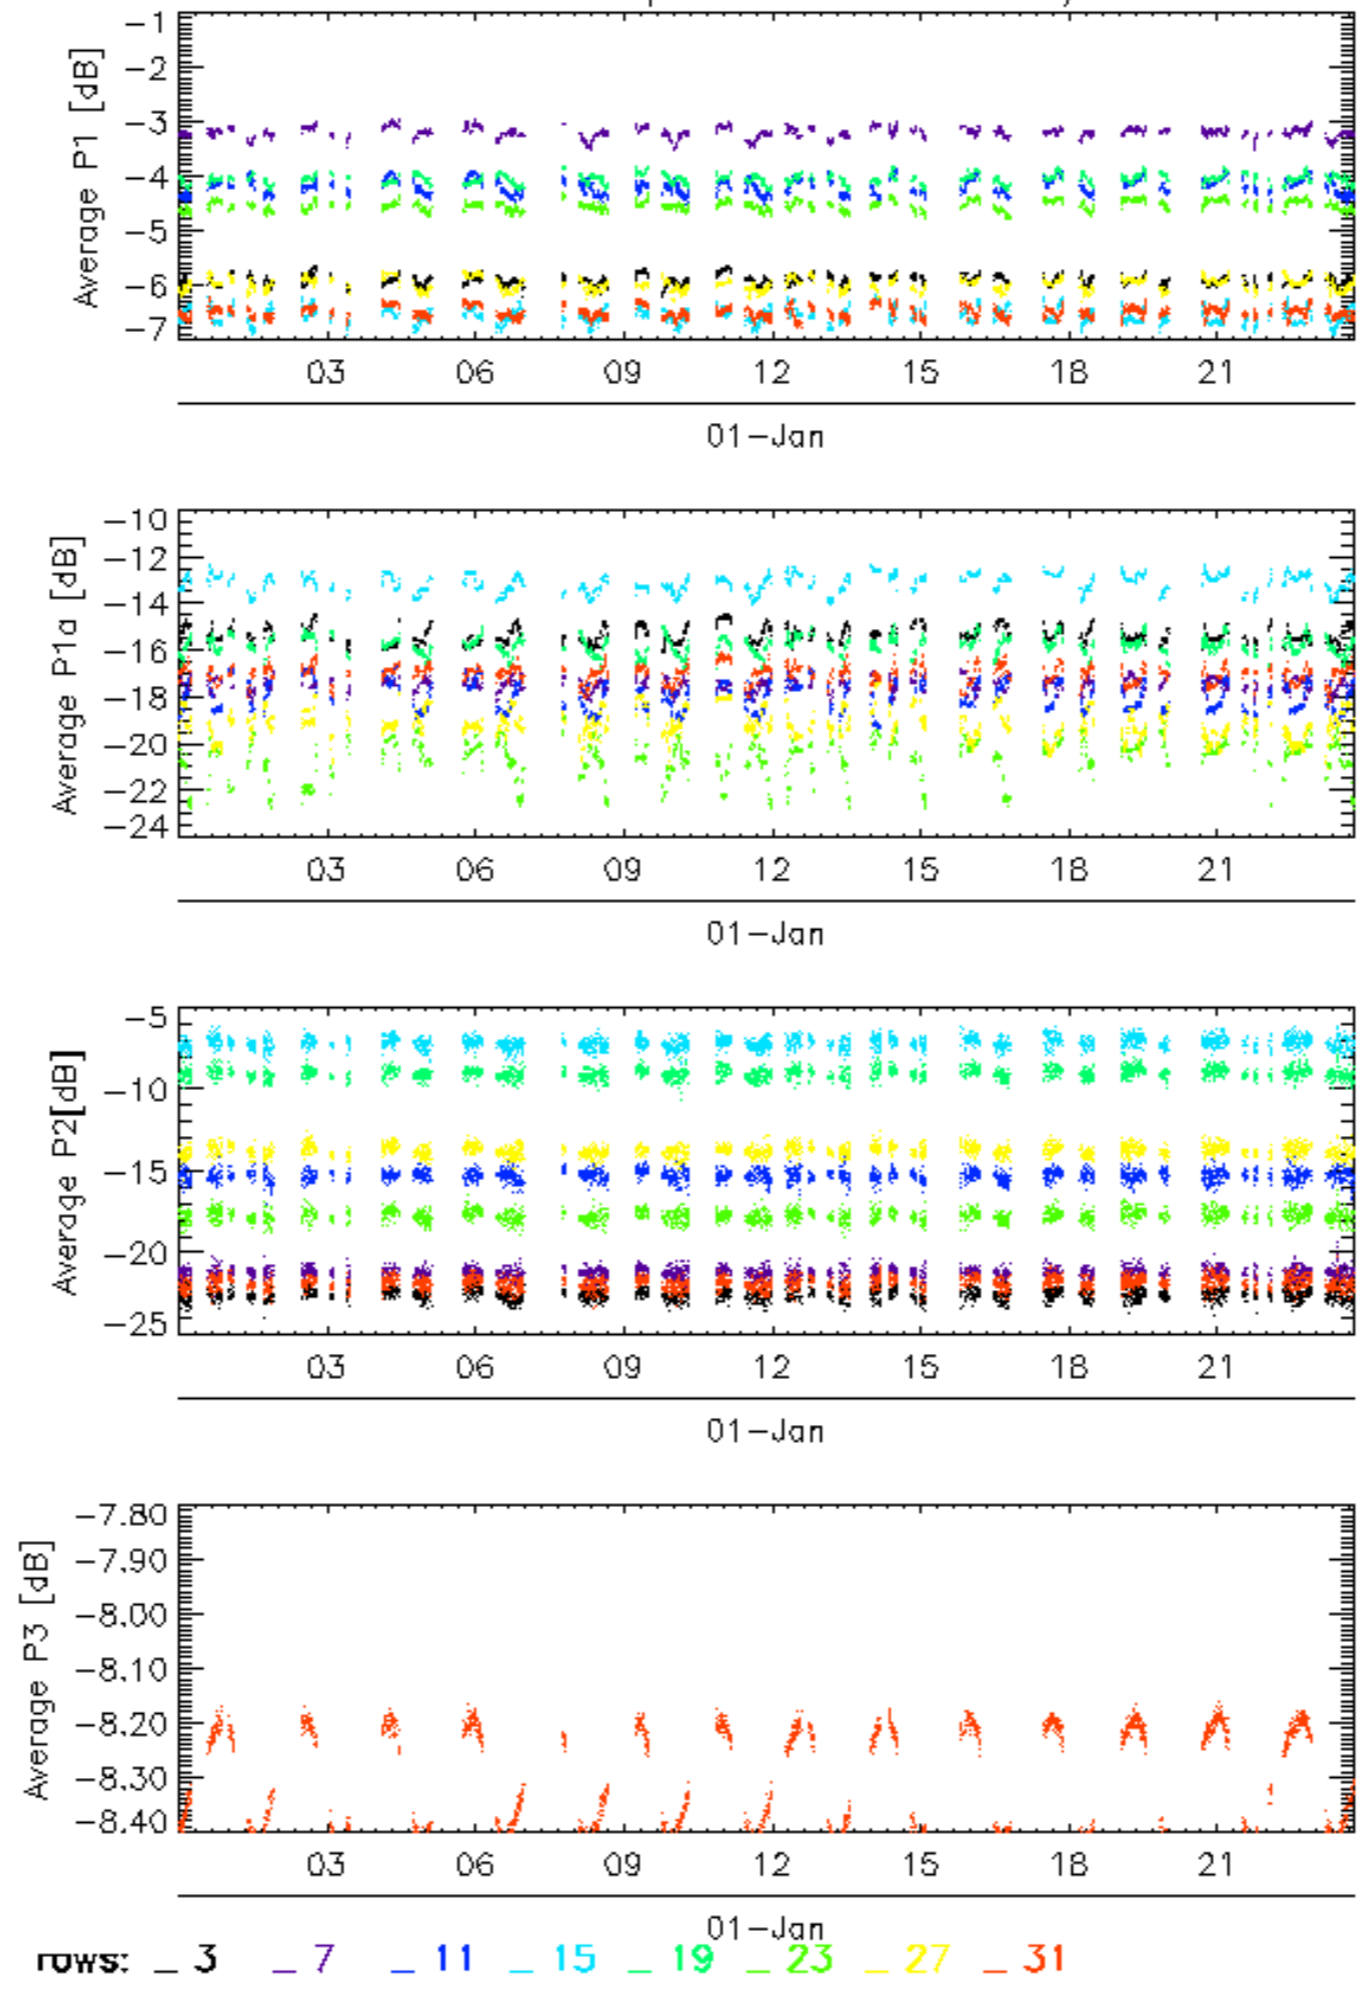 Average P1 [dB]
-1
-2
-3
-4
-5
-6
-7
03 06 09 12 15 18 21
01-Jan
Average P1a [dB]
-10
-12
-14
-16
-18
-20
-22
-24
03 06 09 12 15 18 21
01-Jan
Average P2[dB]
-5
-10
-15
-20
-25
03 06 09 12 15 18 21
01-Jan
Average P3 [dB]
-7.80
-7.90
-8.00
-8.10
-8.20
-8.30
-8.40
03 06 09 12 15 18 21
01-Jan
rows: _ 3 _ 7 _ 11 _ 15 _ 19 _ 23 _ 27 _ 31